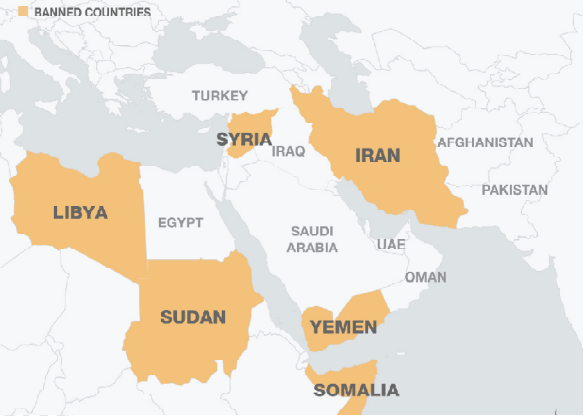 BANNED COUNTRIES
TURKEY
SYRIA
IRAQ
IRAN
AFGHANISTAN
PAKISTAN
LIBYA
EGYPT
SAUDI
ARABIA
UAE
OMAN
SUDAN
YEMEN
SOMALIA